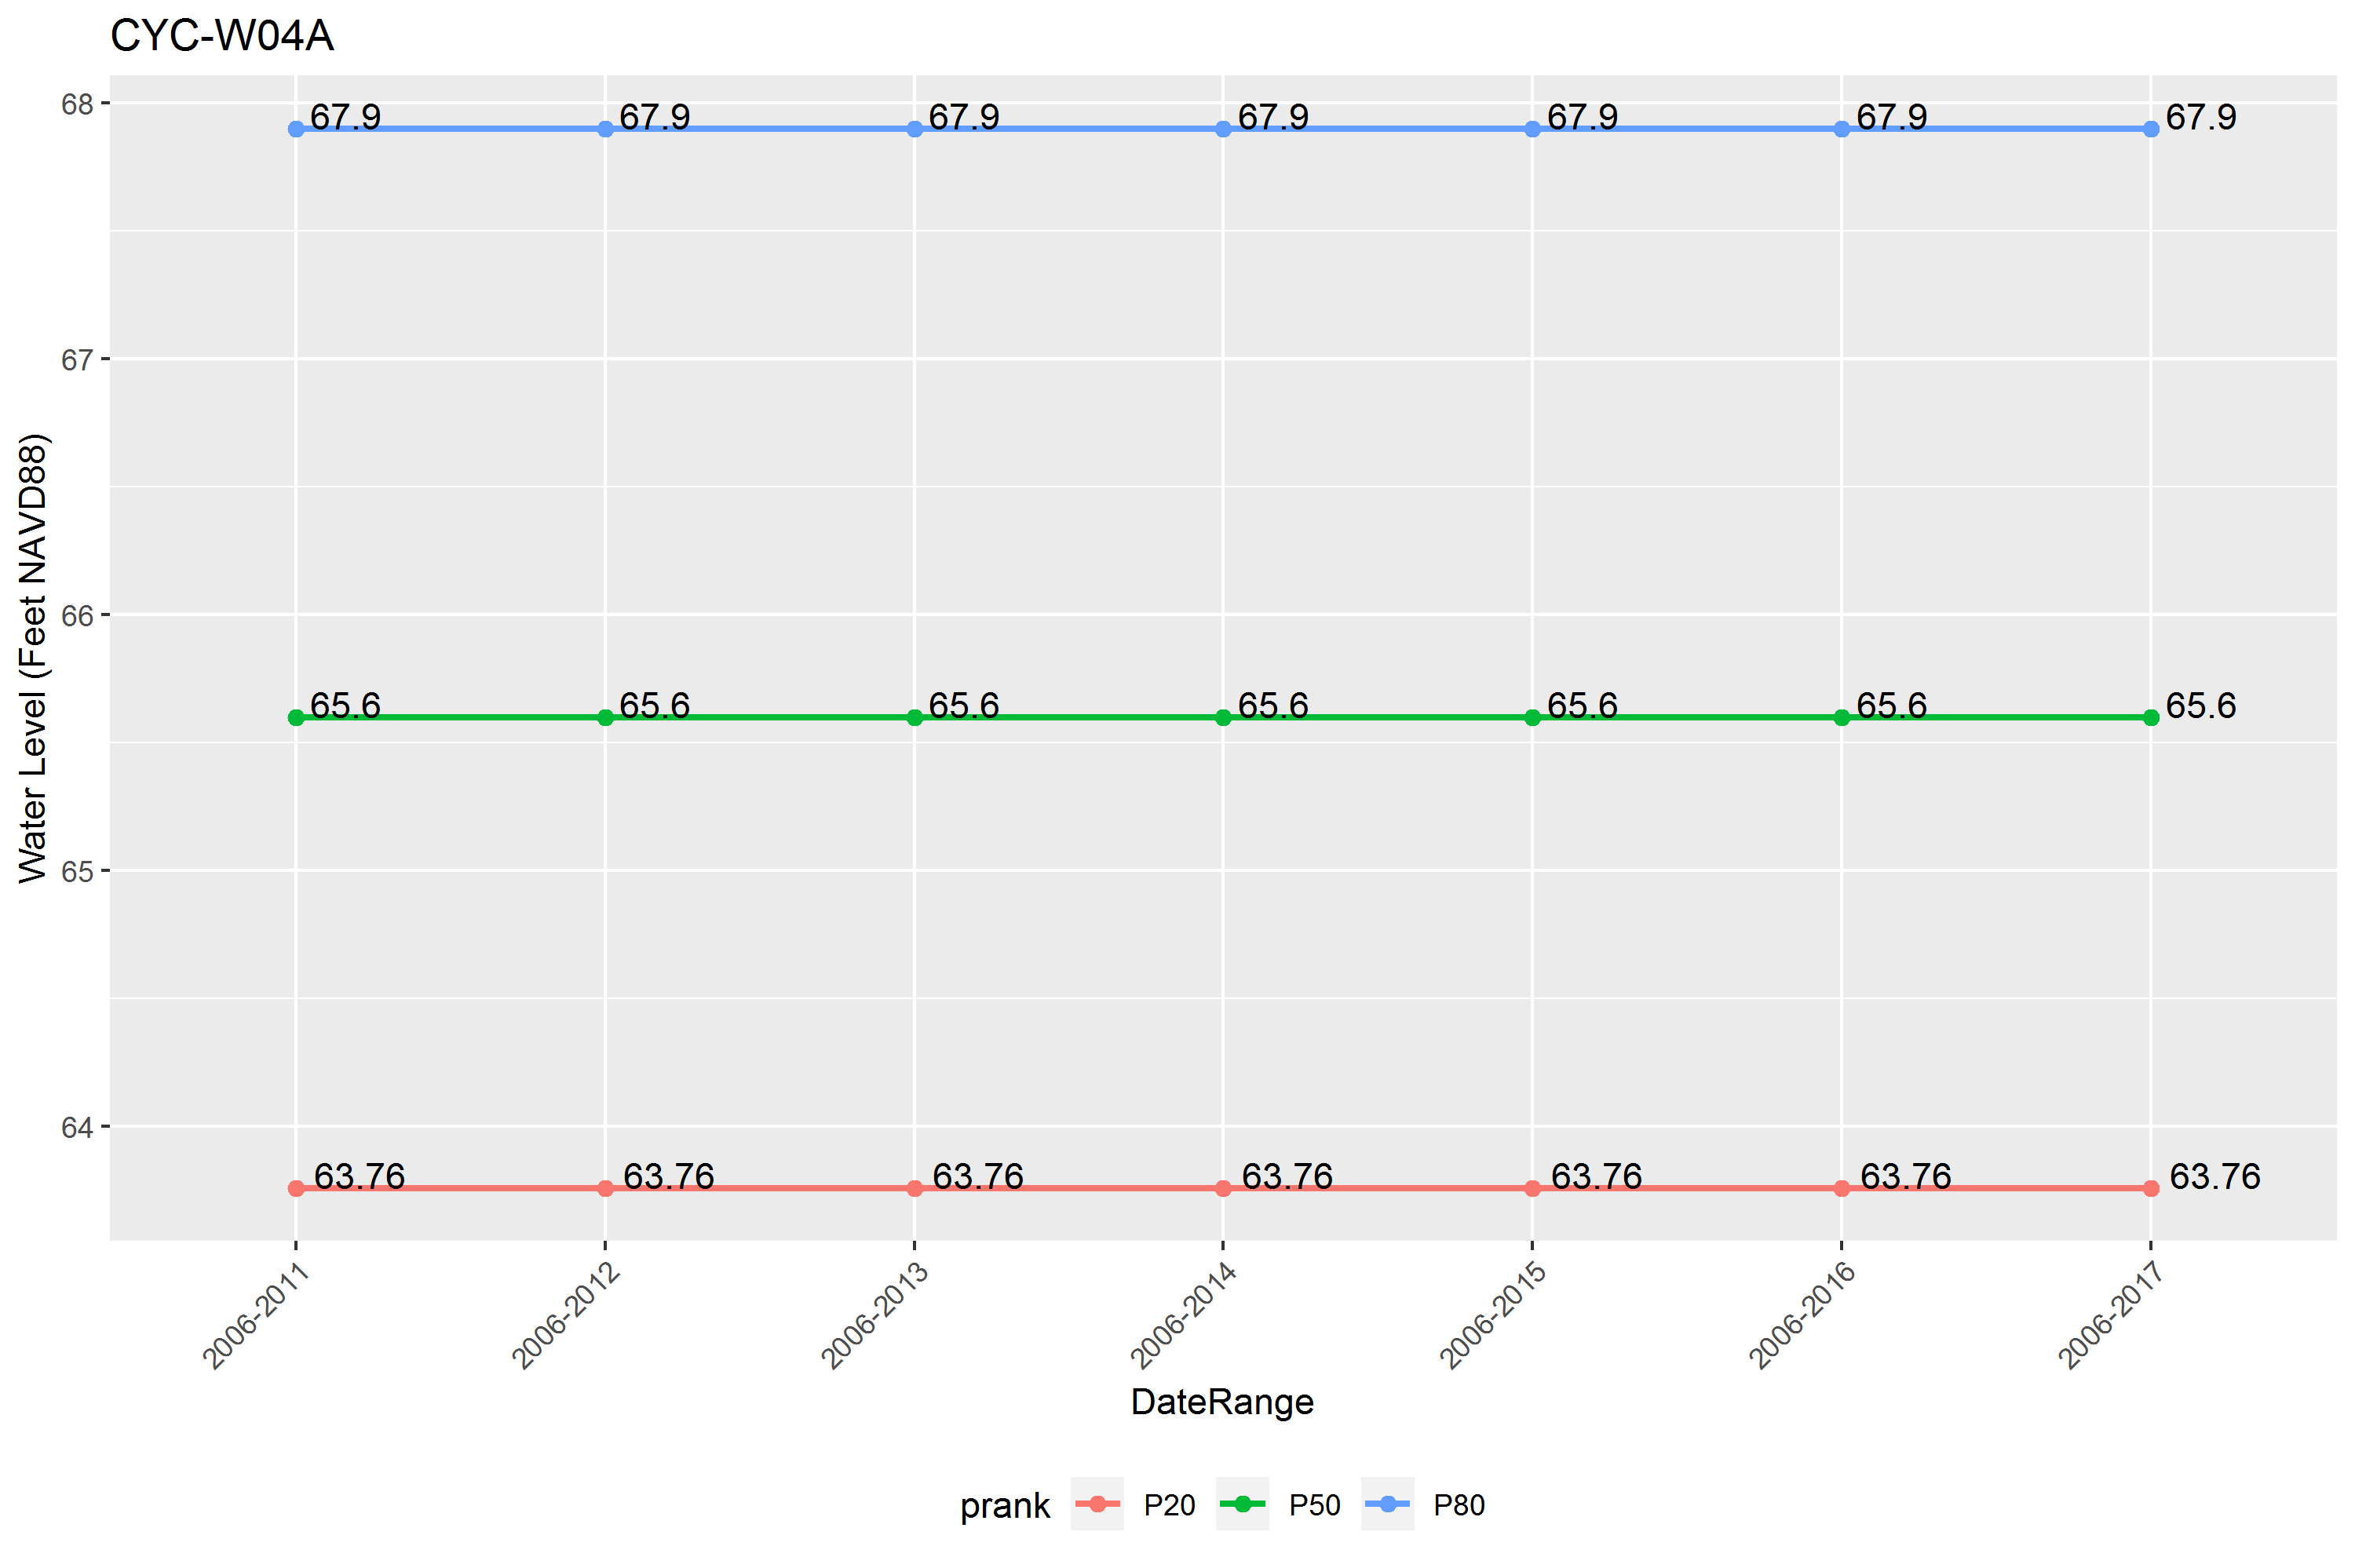 CYC-W04A
Water Level (Feet NAVD88)
68
67
66
65
64
67.9 67.9 67.9 67.9 67.9 67.9 67.9
65.6 65.6 65.6 65.6 65.6 65.6 65.6
63.76 63.76 63.76 63.76 63.76 63.76 63.76
2006-2011 2006-2012 2006-2013 2006-2014 2006-2015 2006-2016 2006-2017
DateRange
prank P20 P50 P80